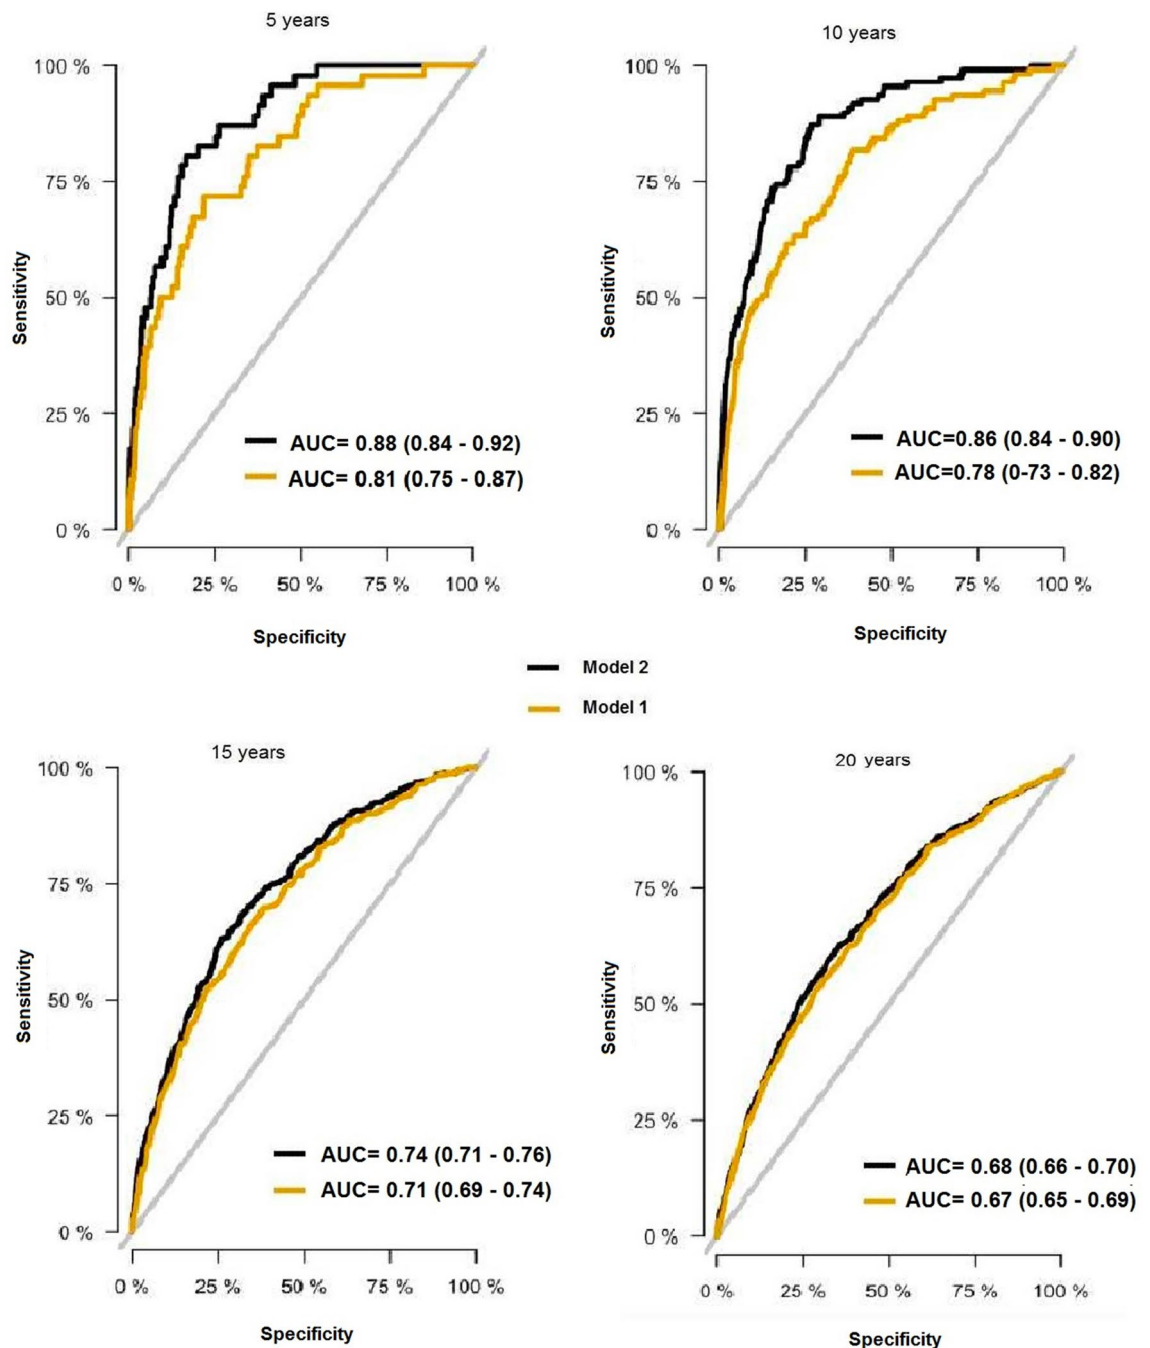 5 years
100 %
75 %
50 %
25 %
0 %
Sensitivity
AUC= 0.88 (0.84 - 0.92)
AUC= 0.81 (0.75 - 0.87)
0 % 25 % 50 % 75 % 100 %
Specificity
10 years
100 %
75 %
50 %
25 %
0 %
Sensitivity
AUC=0.86 (0.84 - 0.90)
AUC=0.78 (0-73 - 0.82)
0 % 25 % 50 % 75 % 100 %
Specificity
Model 2
Model 1
15 years
100 %
75 %
50 %
25 %
0 %
Sensitivity
AUC= 0.74 (0.71 - 0.76)
AUC= 0.71 (0.69 - 0.74)
0 % 25 % 50 % 75 % 100 %
Specificity
20 years
100 %
75 %
50 %
25 %
0 %
Sensitivity
AUC= 0.68 (0.66 - 0.70)
AUC= 0.67 (0.65 - 0.69)
0 % 25 % 50 % 75 % 100 %
Specificity